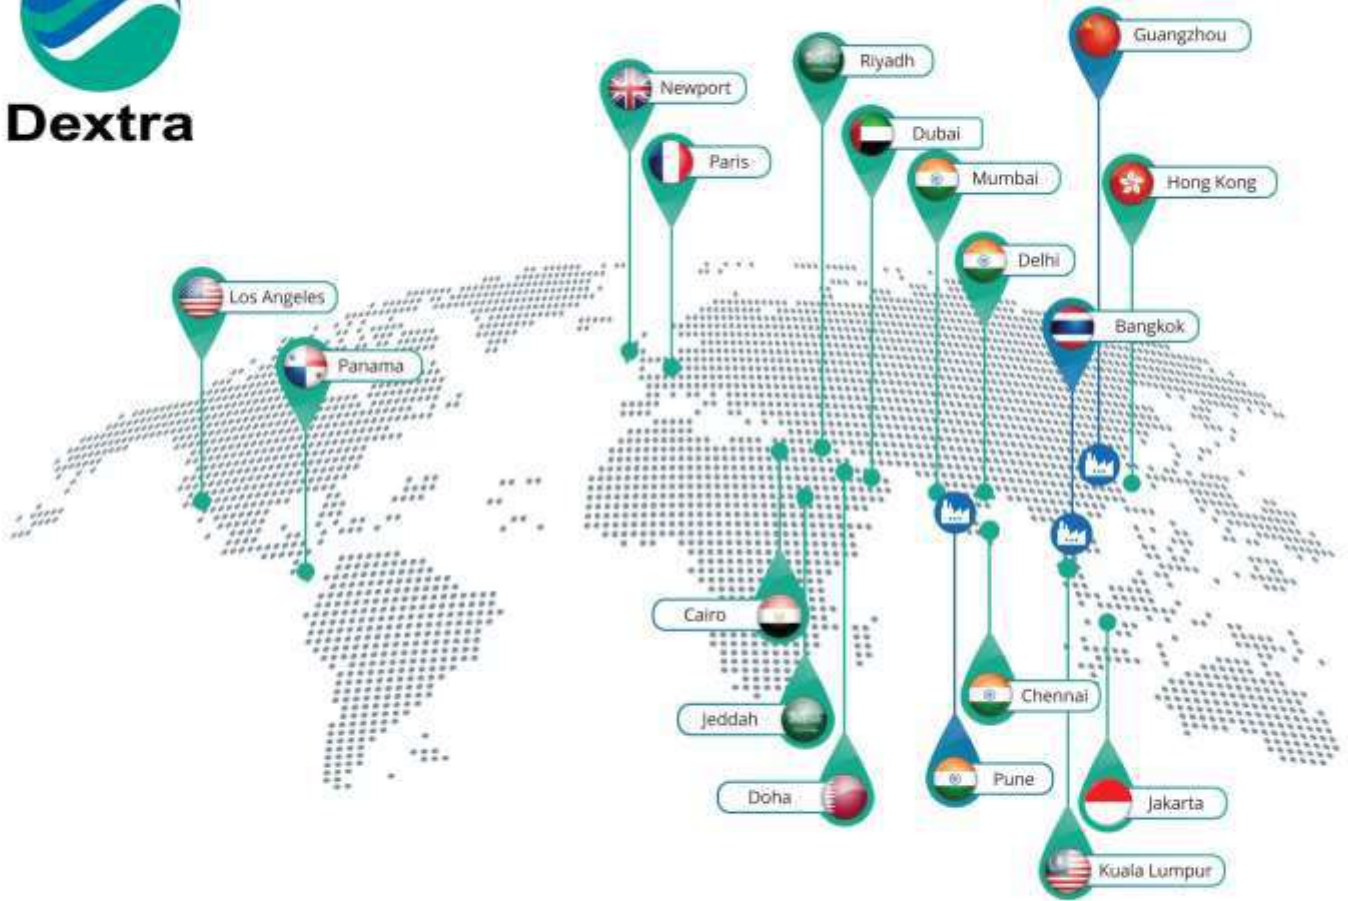 Dextra
Guangzhou
Riyadh
Newport
Dubai
Paris
Mumbai
Hong Kong
Delhi
Los Angeles
Bangkok
Panama
Cairo
Chennai
Jeddah
Pune
Doha
Jakarta
Kuala Lumpur